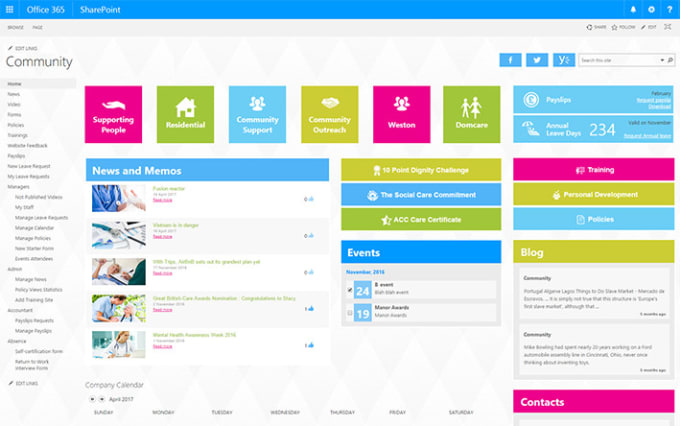 Office 365
SharePoint
BROWSE
PAGE
SHARE
FOLLOW
EDIT
EDIT LINKS
Community
Search this site
Home
News
Video
Forms
Policies
Trainings
Website Feedback
Payslips
New Leave Request
My Leave Requests
Managers
Not Published Videos
My Staff
Manage Leave Requests
Manage Calendar
Manage Policies
New Starter Form
Events Attendees
Admin
Manage News
Policy Views Statistics
Add Training Site
Accountant
Payslips Requests
Manage Payslips
Absence
Self-certification form
Return to Work
Interview Form
EDIT LINKS
Supporting
People
Residential
Community
Support
Community
Outreach
Weston
Domcare
Payslips
February
Request payslip
Download
Annual
Leave Days
234
Valid on November
Request Annual leave
News and Memos
Fusion reactor
18 April 2017
Read more
0
Vietnam is in danger
18 April 2017
Read more
0
With Trips, AirBnB sets out its grandest plan yet
Read more
0
Great British Care Awards Nomination : Congratulations to Stacy
2 November 2016
Read more
0
Mental Health Awareness Week 2016
1 November 2016
Read more
0
10 Point Dignity Challenge
The Social Care Commitment
ACC Care Certificate
Training
Personal Development
Policies
Events
November, 2016
24
B event
Blah blah event
19
Manor Awards
Manor Awards
Blog
Community
Portugal Algarve Lagos Things to Do Slave Market - Mercado de
Escravos. ... It is simply not true that this structure is 'Europe's
first slave market', although that ...
5 months ago
Community
Mike Bowling had spent nearly 20 years working on a Ford
automobile assembly line in Cincinnati, Ohio, never once
thinking about inventing toys.
5 months ago
Contacts
Company Calendar
April 2017
SUNDAY
MONDAY
TUESDAY
WEDNESDAY
THURSDAY
FRIDAY
SATURDAY